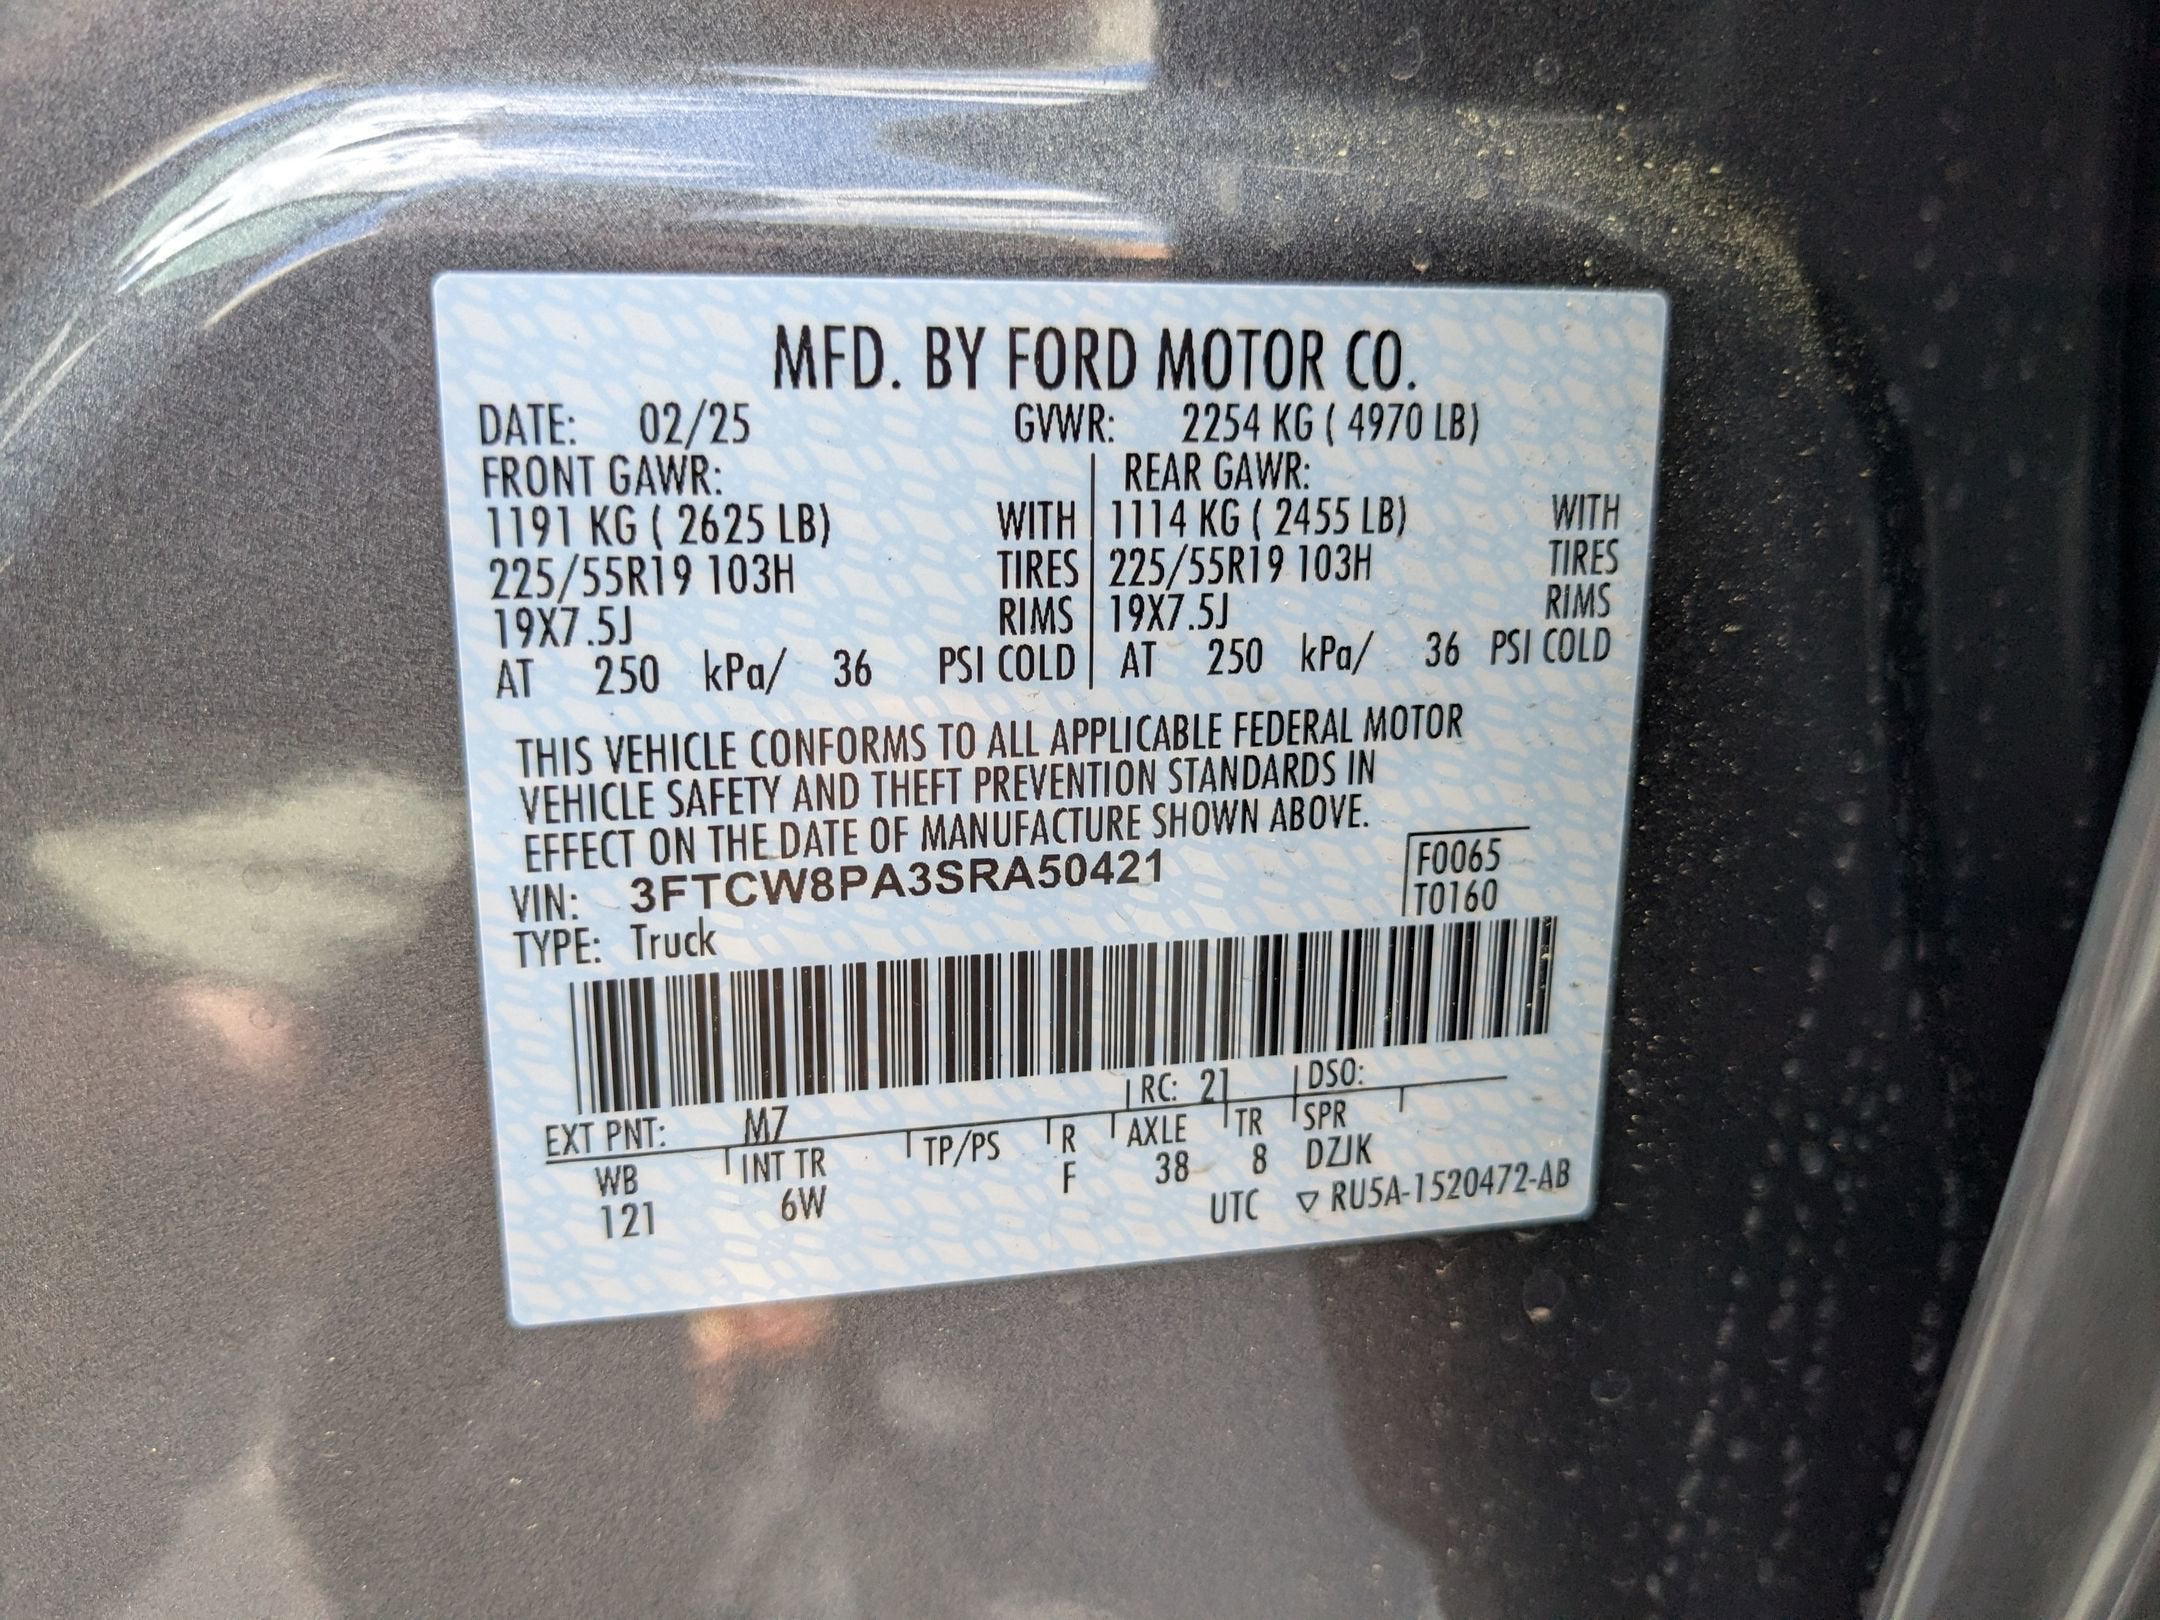 MFD. BY FORD MOTOR CO.
DATE: 02/25 GVWR: 2254 KG ( 4970 LB)
FRONT GAWR: REAR GAWR:
1191 KG ( 2625 LB) WITH 1114 KG ( 2455 LB) WITH
225/55R19 103H TIRES 225/55R19 103H TIRES
19X7.5J RIMS 19X7.5J RIMS
AT 250 kPa/ 36 PSI COLD AT 250 kPa/ 36 PSI COLD
THIS VEHICLE CONFORMS TO ALL APPLICABLE FEDERAL MOTOR
VEHICLE SAFETY AND THEFT PREVENTION STANDARDS IN
EFFECT ON THE DATE OF MANUFACTURE SHOWN ABOVE.
VIN: 3FTCW8PA3SRA50421 F0065
TYPE: Truck T0160
EXT PNT: M7 RC: 21 DSO:
WB INT TR TP/PS R AXLE TR SPR
121 6W F 38 8 DZJK
UTC ▽ RU5A-1520472-AB